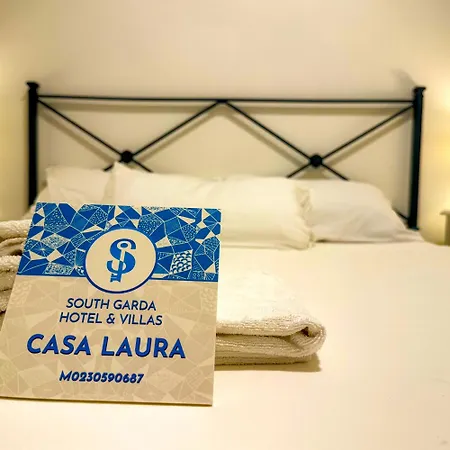 SOUTH GARDA
HOTEL & VILLAS
CASA LAURA
M0230590687